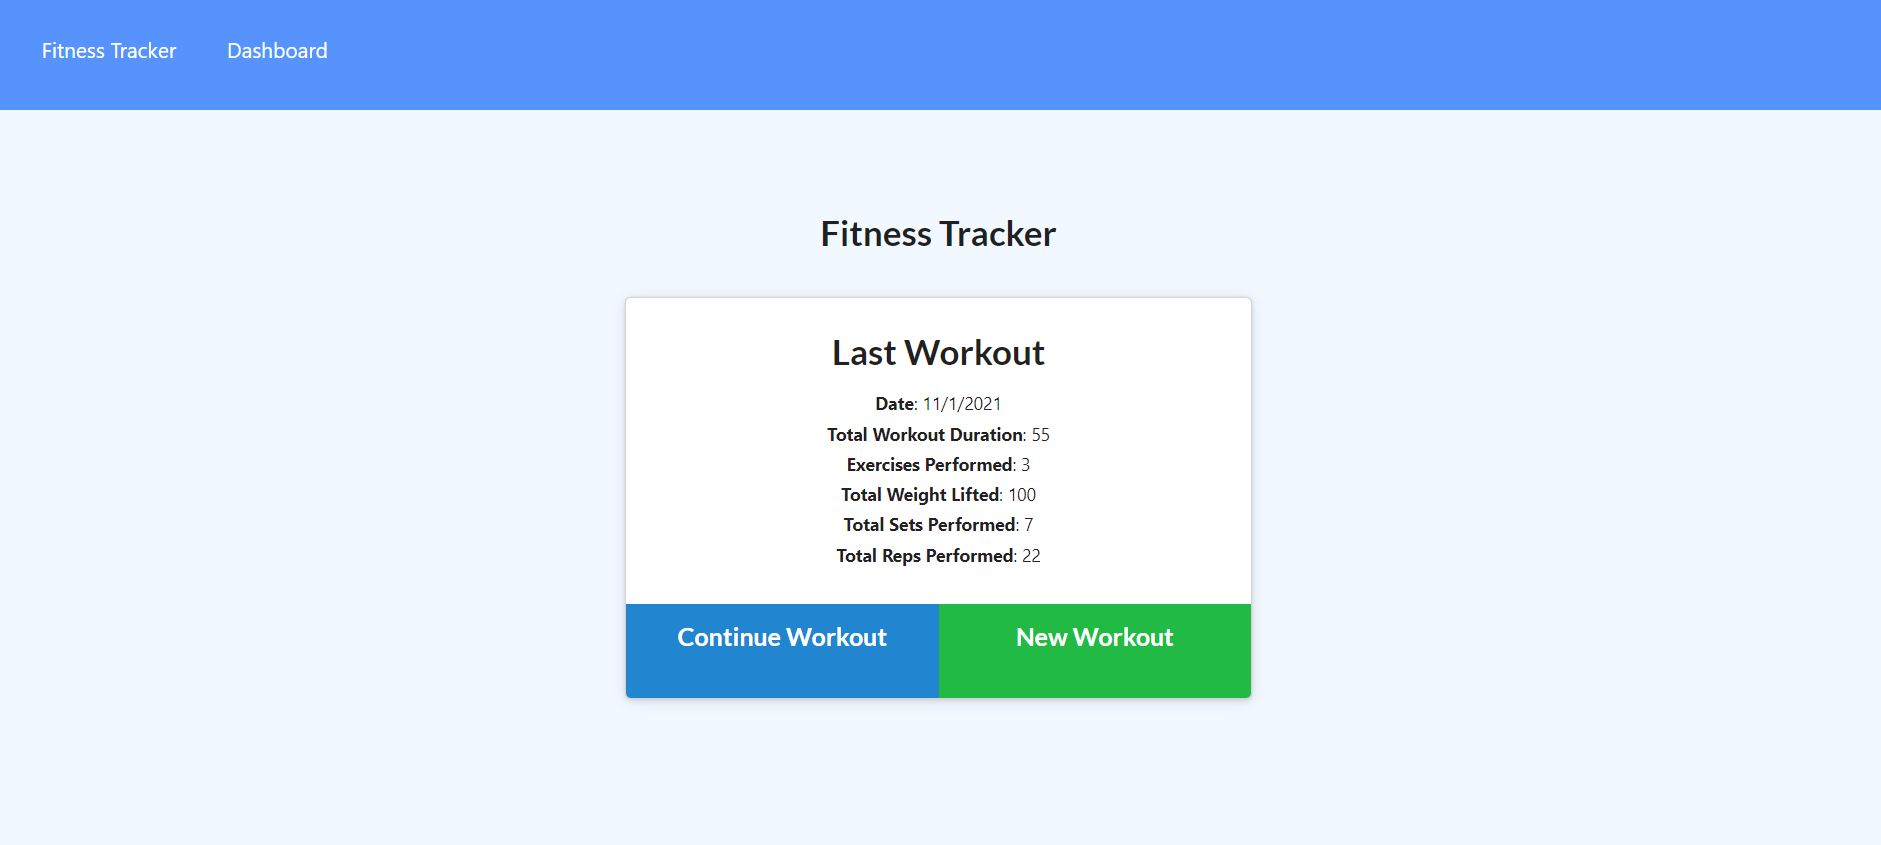 Fitness Tracker Dashboard
Fitness Tracker
Last Workout
Date: 11/1/2021
Total Workout Duration: 55
Exercises Performed: 3
Total Weight Lifted: 100
Total Sets Performed: 7
Total Reps Performed: 22
Continue Workout New Workout